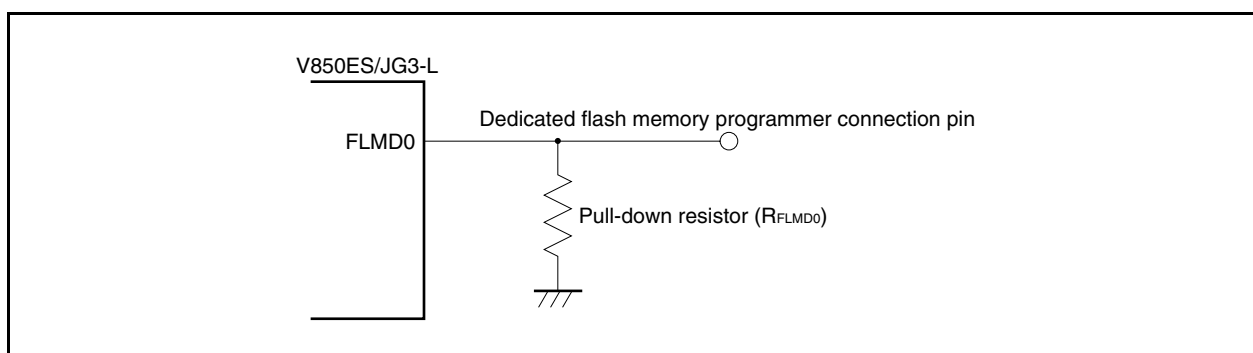 V850ES/JG3-L
Dedicated flash memory programmer connection pin
FLMD0
Pull-down resistor (RFLMD0)